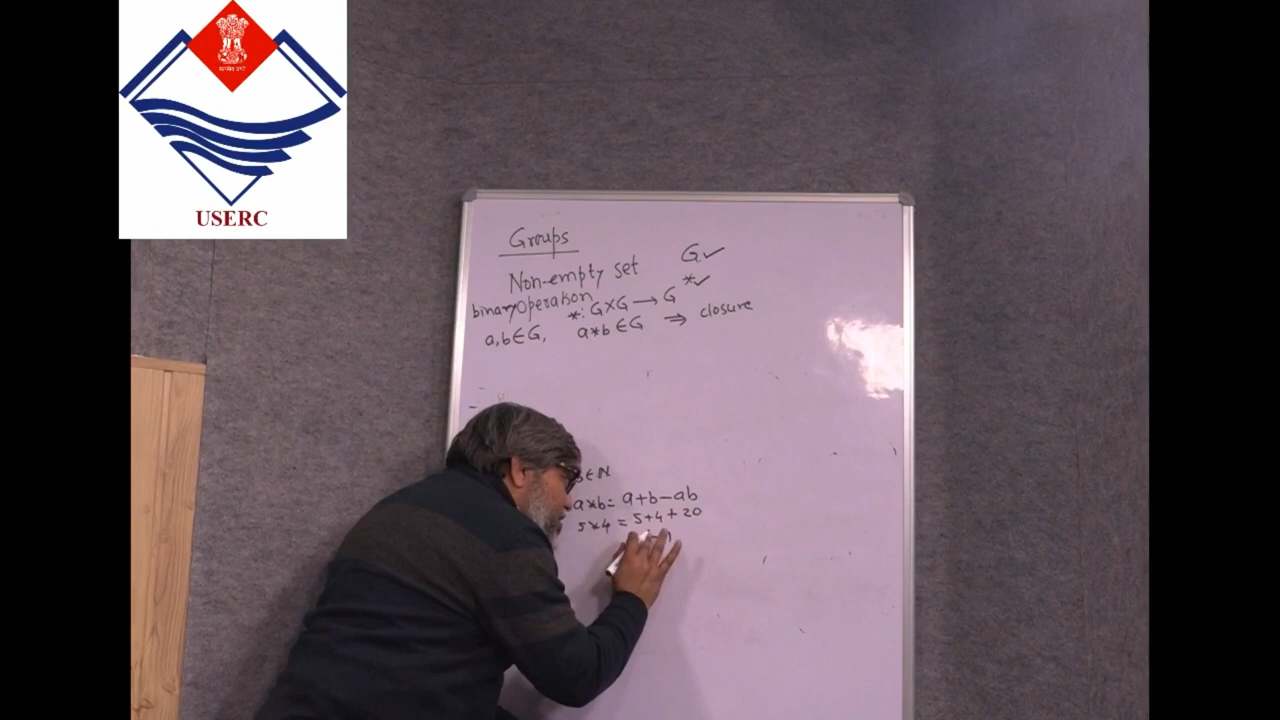 USERC
Groups
Non-empty set G ✓
binary Operation *: G×G → G *✓
a,b∈G, a*b∈G ⇒ closure
b∈N
a*b = a+b-ab
5*4 = 5+4+20